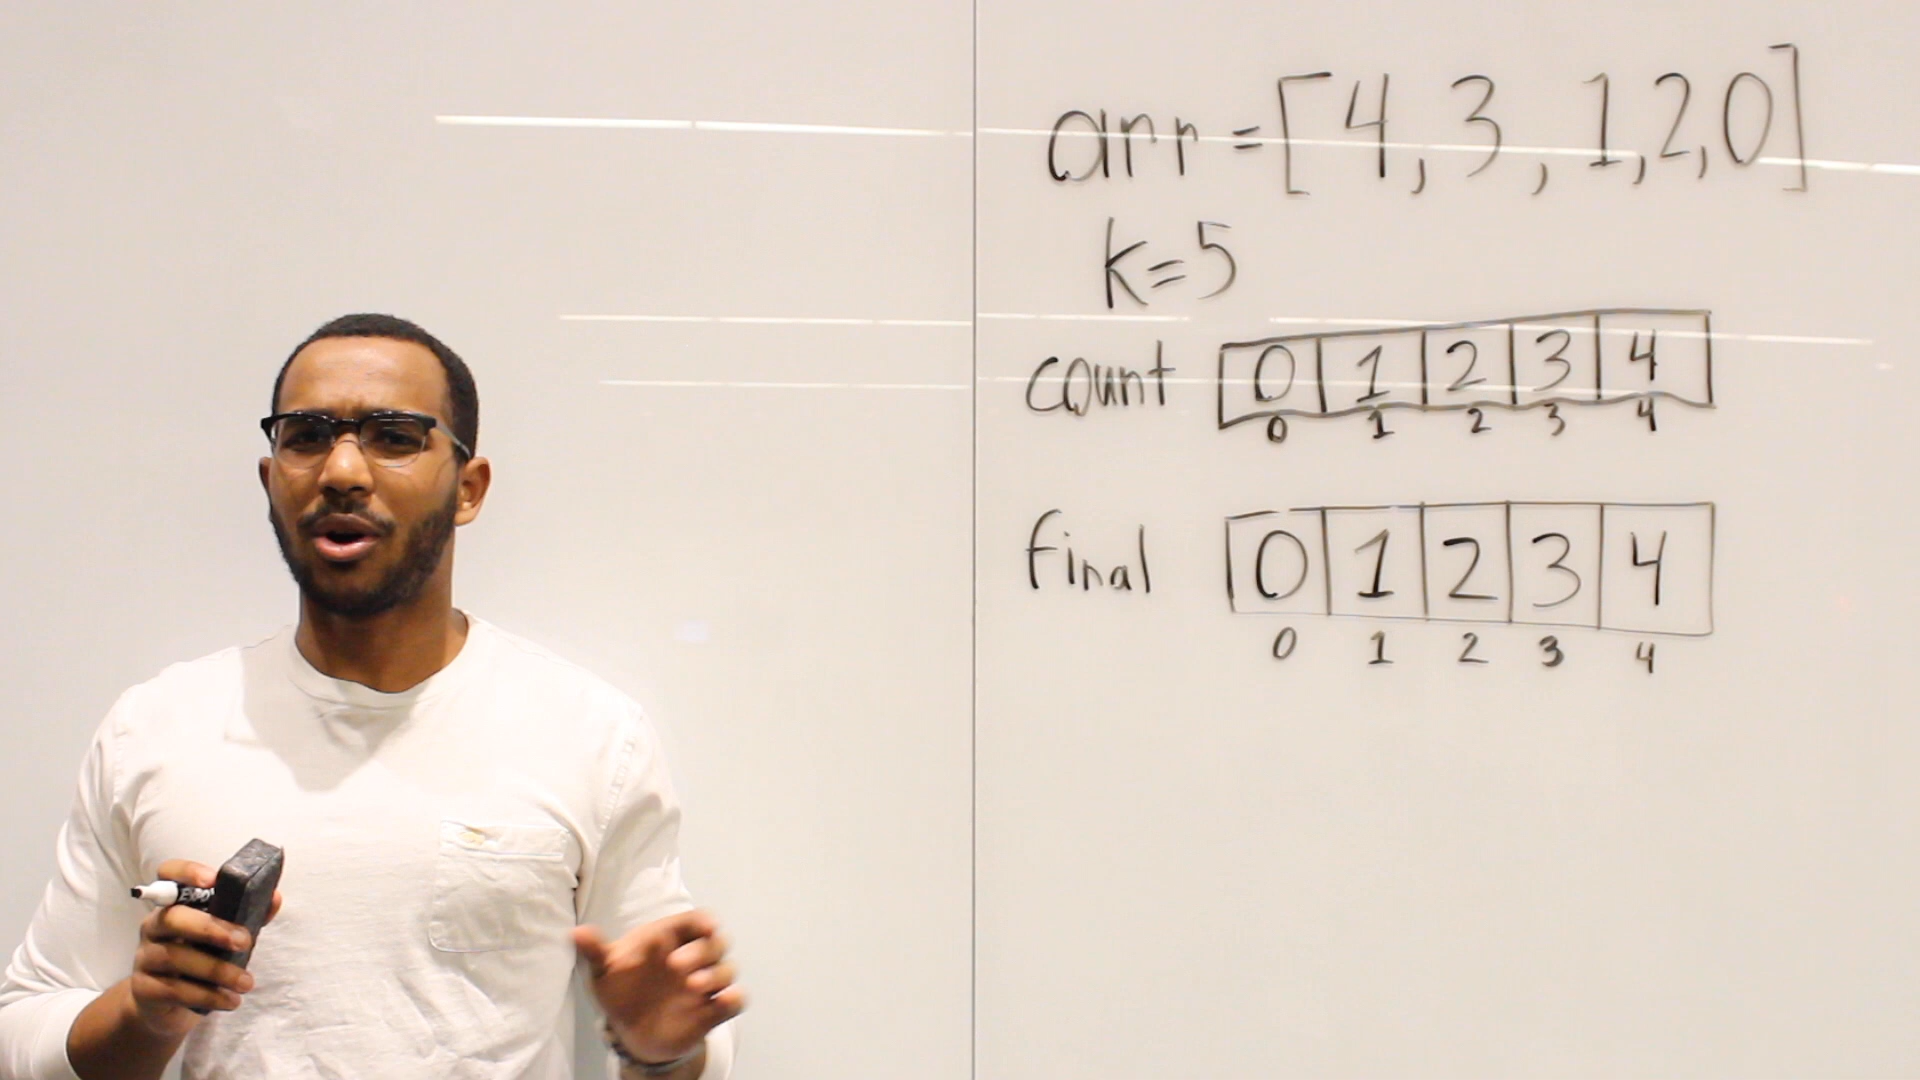 arr = [4, 3, 1, 2, 0]
k=5
count 0 1 2 3 4
0 1 2 3 4
final 0 1 2 3 4
0 1 2 3 4
EXPO